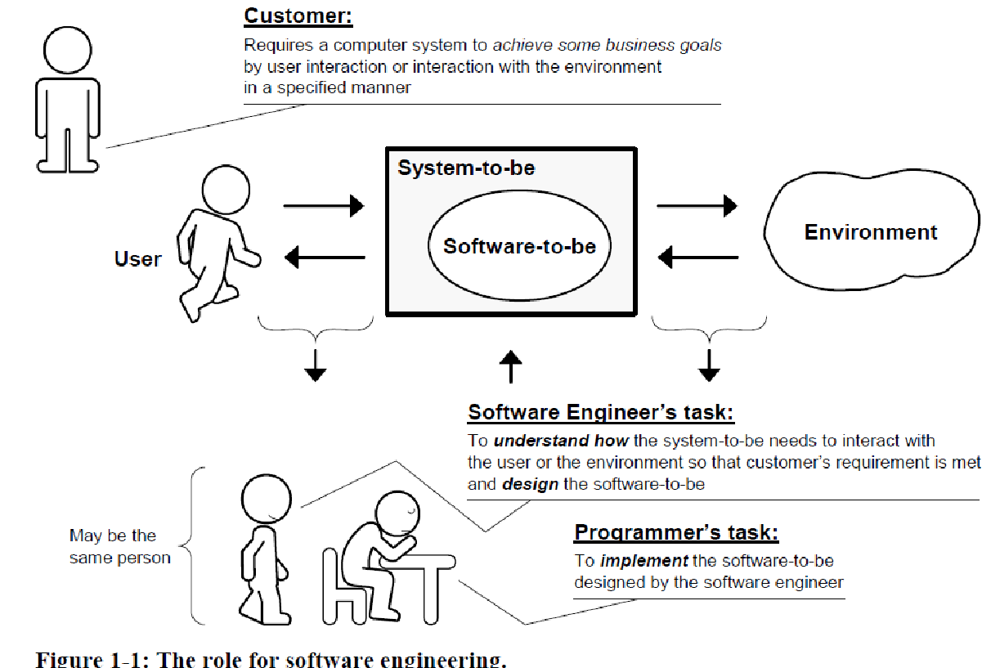 Customer:
Requires a computer system to achieve some business goals
by user interaction or interaction with the environment
in a specified manner
System-to-be
Software-to-be
Environment
User
Software Engineer’s task:
To understand how the system-to-be needs to interact with
the user or the environment so that customer’s requirement is met
and design the software-to-be
May be the
same person
Programmer’s task:
To implement the software-to-be
designed by the software engineer
Figure 1-1: The role for software engineering.